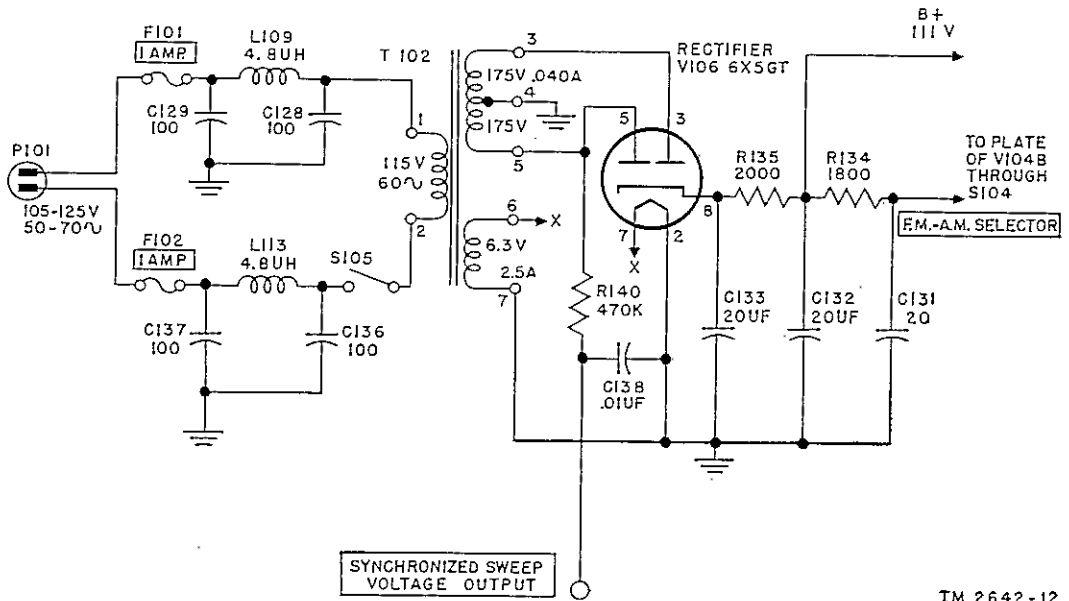 P101
105-125V
50-70∿
F101
1 AMP.
L109
4.8UH
C129
100
C128
100
F102
1 AMP.
L113
4.8UH
S105
C137
100
C136
100
T 102
1
115V
60∿
2
3
175V .040A
4
175V
5
6
X
6.3V
2.5A
7
RECTIFIER
V106 6X5GT
5
3
8
7
2
X
R140
470K
C138
.01UF
R135
2000
R134
1800
B+
111V
TO PLATE
OF V104B
THROUGH
S104
F.M.-A.M. SELECTOR
C133
20UF
C132
20UF
C131
20
SYNCHRONIZED SWEEP
VOLTAGE OUTPUT
TM 2642-12